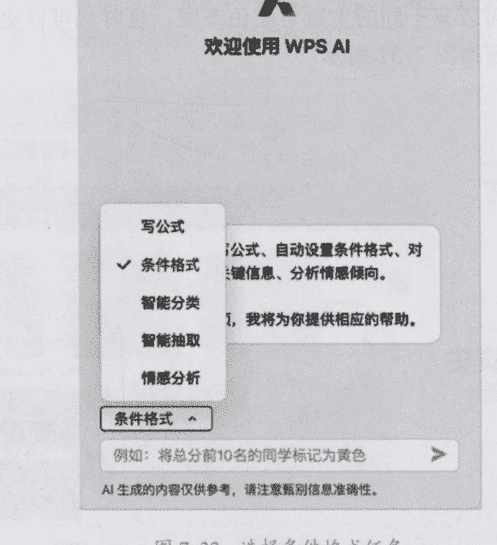 欢迎使用 WPS AI
写公式
条件格式
智能分类
智能抽取
情感分析
写公式、自动设置条件格式、对
关键信息、分析情感倾向。
，我将为你提供相应的帮助。
条件格式
例如：将总分前10名的同学标记为黄色
AI 生成的内容仅供参考，请注意甄别信息准确性。